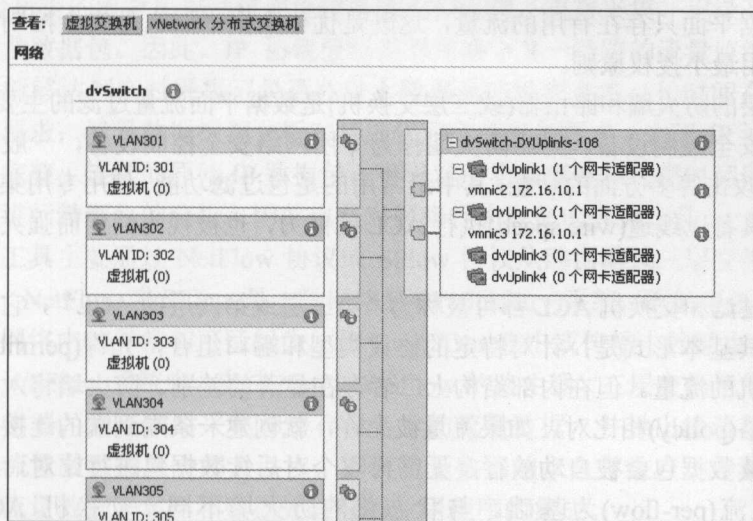 查看: 虚拟交换机 vNetwork 分布式交换机
网络
dvSwitch
VLAN301
VLAN ID: 301
虚拟机 (0)
VLAN302
VLAN ID: 302
虚拟机 (0)
VLAN303
VLAN ID: 303
虚拟机 (0)
VLAN304
VLAN ID: 304
虚拟机 (0)
VLAN305
VLAN ID: 305
dvSwitch-DVUplinks-108
dvUplink1 (1 个网卡适配器)
vmnic2 172.16.10.1
dvUplink2 (1 个网卡适配器)
vmnic3 172.16.10.1
dvUplink3 (0 个网卡适配器)
dvUplink4 (0 个网卡适配器)